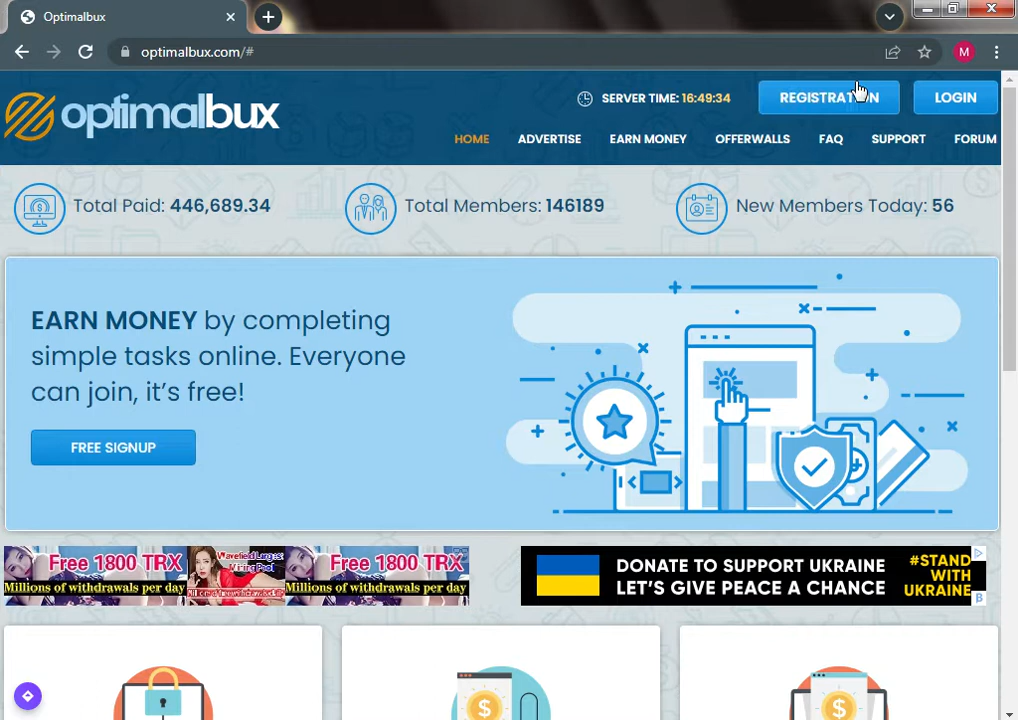 Optimalbux
optimalbux.com/#
M
optimalbux
SERVER TIME: 16:49:34
REGISTRATION
LOGIN
HOME
ADVERTISE
EARN MONEY
OFFERWALLS
FAQ
SUPPORT
FORUM
Total Paid: 446,689.34
Total Members: 146189
New Members Today: 56
EARN MONEY by completing
simple tasks online. Everyone
can join, it's free!
FREE SIGNUP
Free 1800 TRX
Millions of withdrawals per day
Free 1800 TRX
Millions of withdrawals per day
DONATE TO SUPPORT UKRAINE
LET'S GIVE PEACE A CHANCE
#STAND
WITH
UKRAINE
B